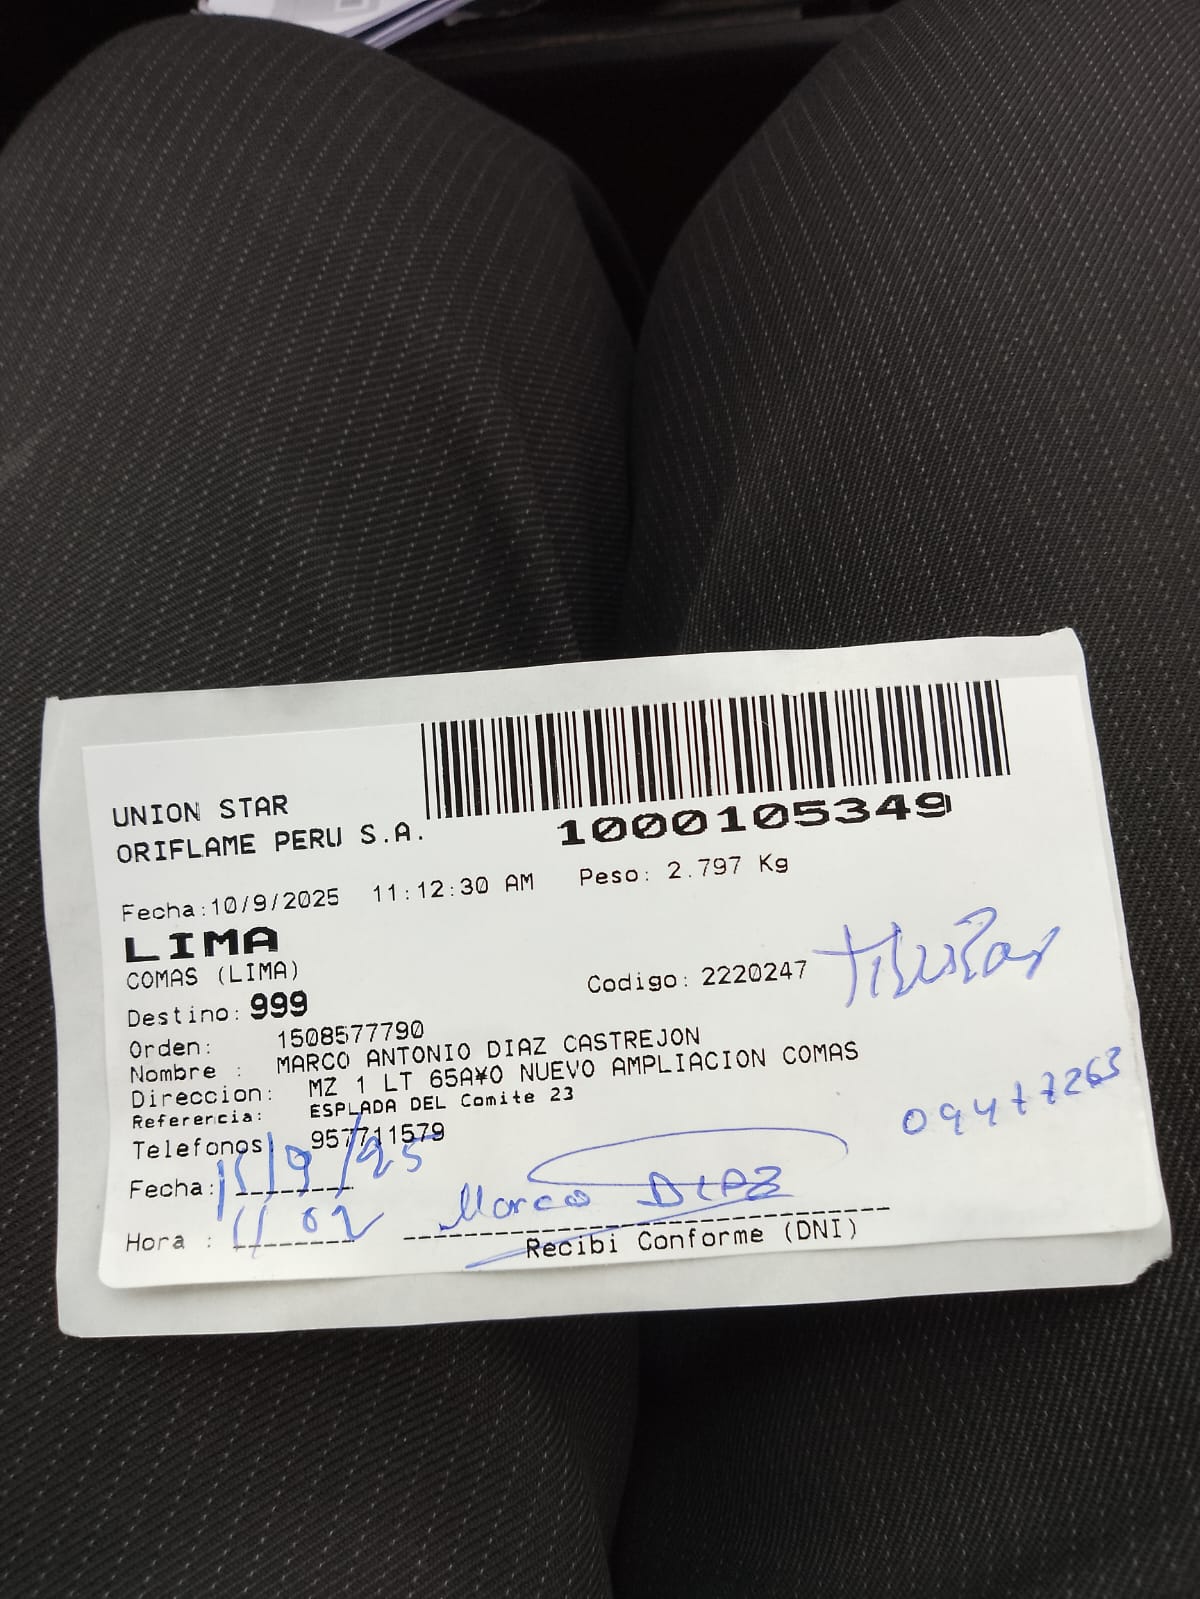 UNION STAR
ORIFLAME PERU S.A.
1000105349
Fecha:10/9/2025 11:12:30 AM Peso: 2.797 Kg
LIMA
COMAS (LIMA)
Codigo: 2220247
Destino: 999
Orden: 1508577790
Nombre : MARCO ANTONIO DIAZ CASTREJON
Direccion: MZ 1 LT 65A¥O NUEVO AMPLIACION COMAS
Referencia: ESPLADA DEL Comite 23
Telefonos 957711579
09477263
Fecha: 11/9/25
Hora : 11 02
Marco DIAZ
Recibi Conforme (DNI)